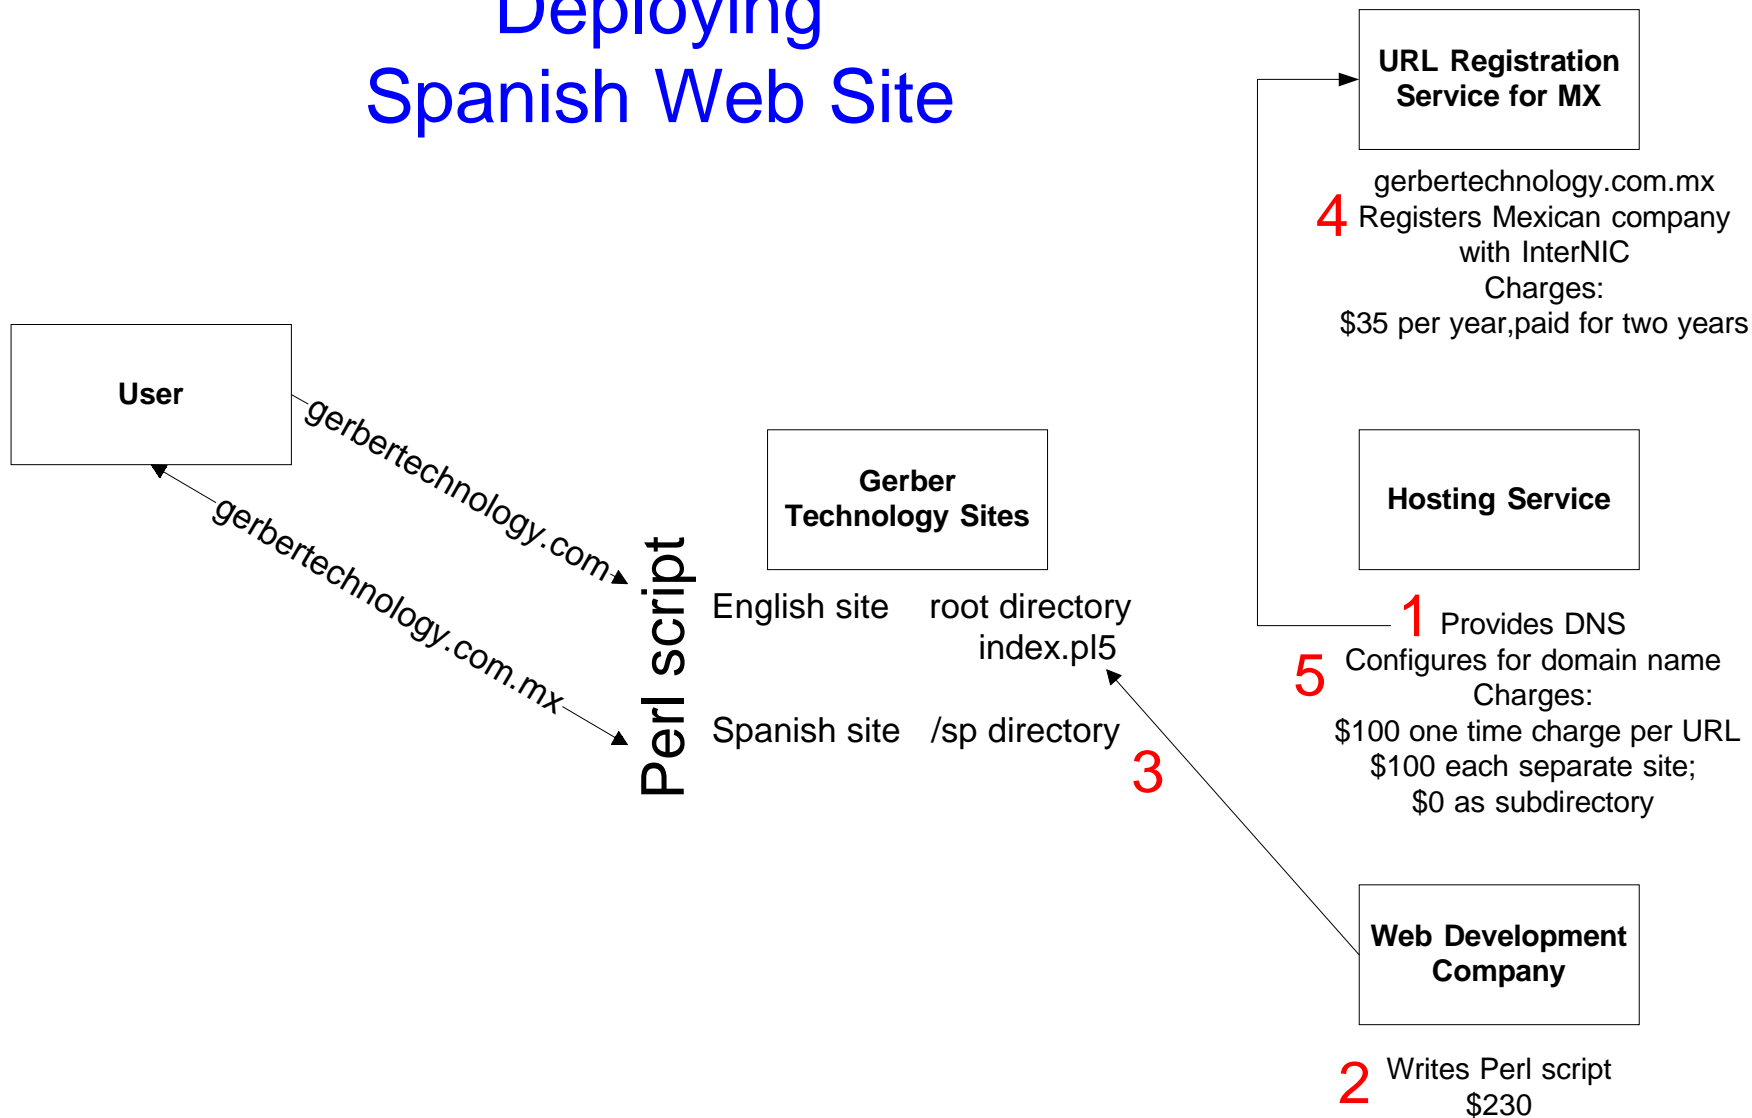 Deploying
Spanish Web Site
URL Registration
Service for MX
gerbertechnology.com.mx
4 Registers Mexican company
with InterNIC
Charges:
$35 per year,paid for two years
User
gerbertechnology.com
gerbertechnology.com.mx
Perl script
Gerber
Technology Sites
English site root directory
index.pl5
Spanish site /sp directory
3
Hosting Service
1 Provides DNS
5 Configures for domain name
Charges:
$100 one time charge per URL
$100 each separate site;
$0 as subdirectory
Web Development
Company
2 Writes Perl script
$230